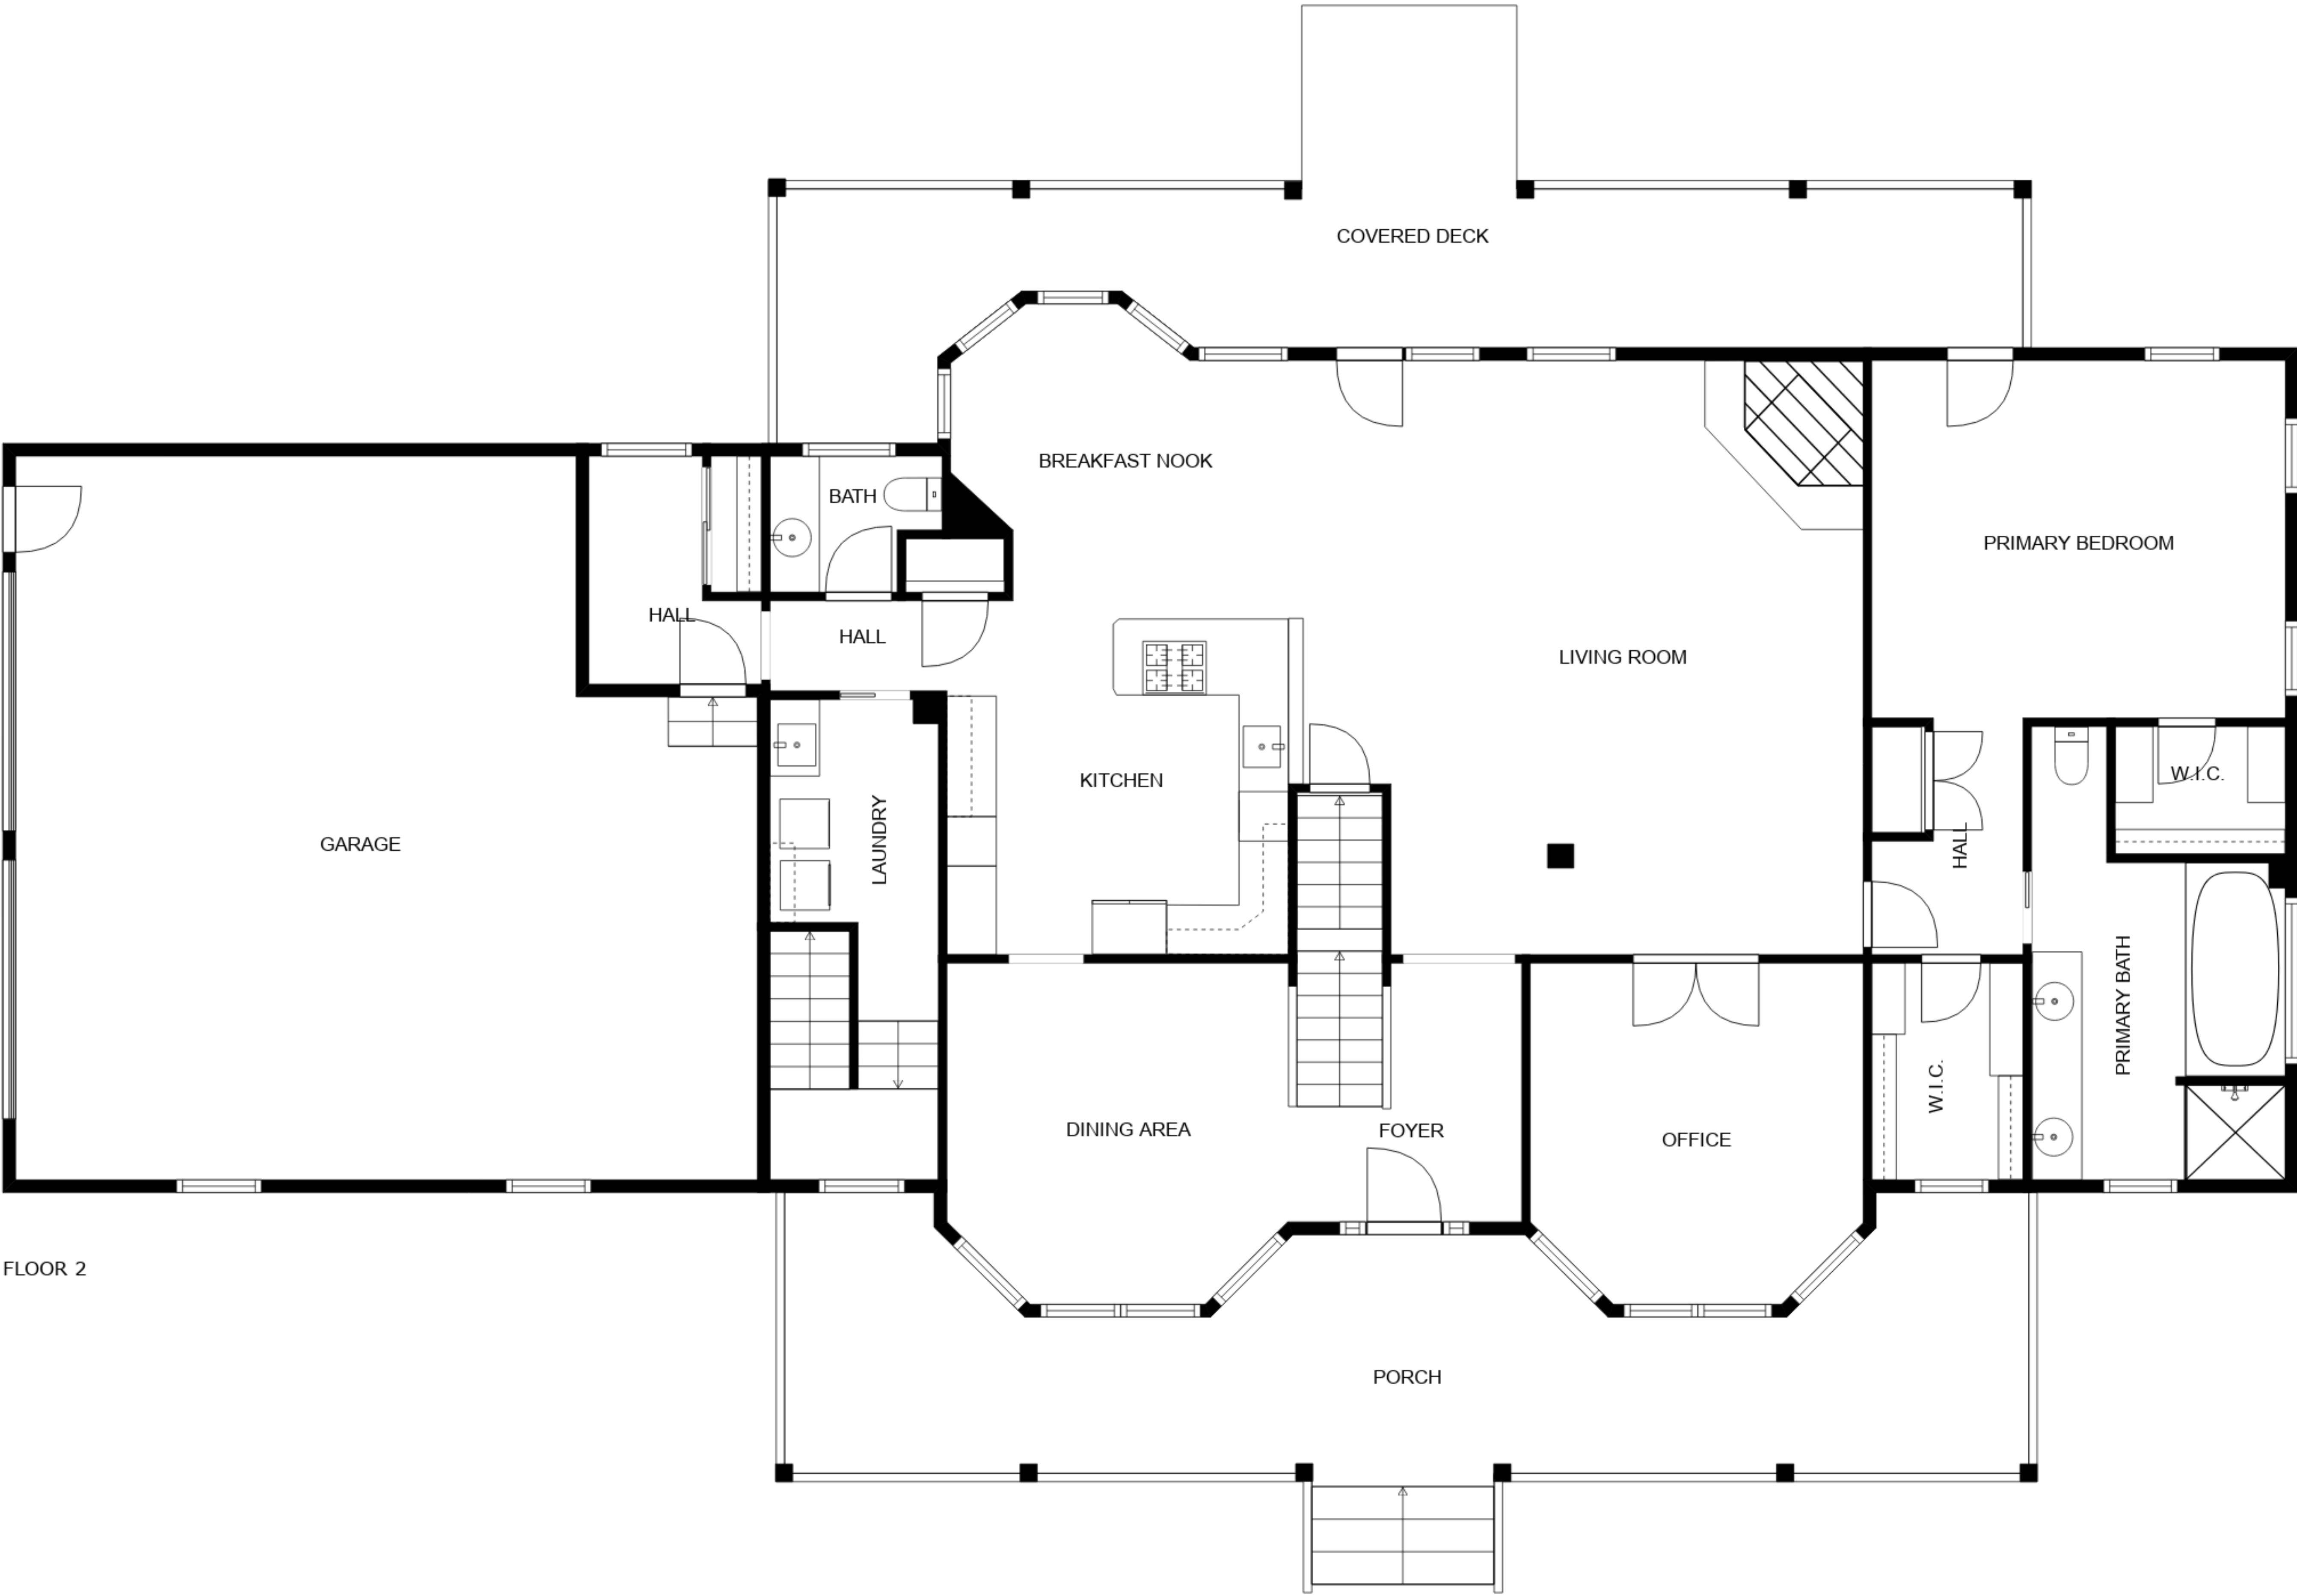 COVERED DECK
BREAKFAST NOOK
BATH
PRIMARY BEDROOM
HALL
HALL
LIVING ROOM
W.I.C.
KITCHEN
GARAGE
LAUNDRY
HALL
PRIMARY BATH
W.I.C.
DINING AREA
FOYER
OFFICE
FLOOR 2
PORCH